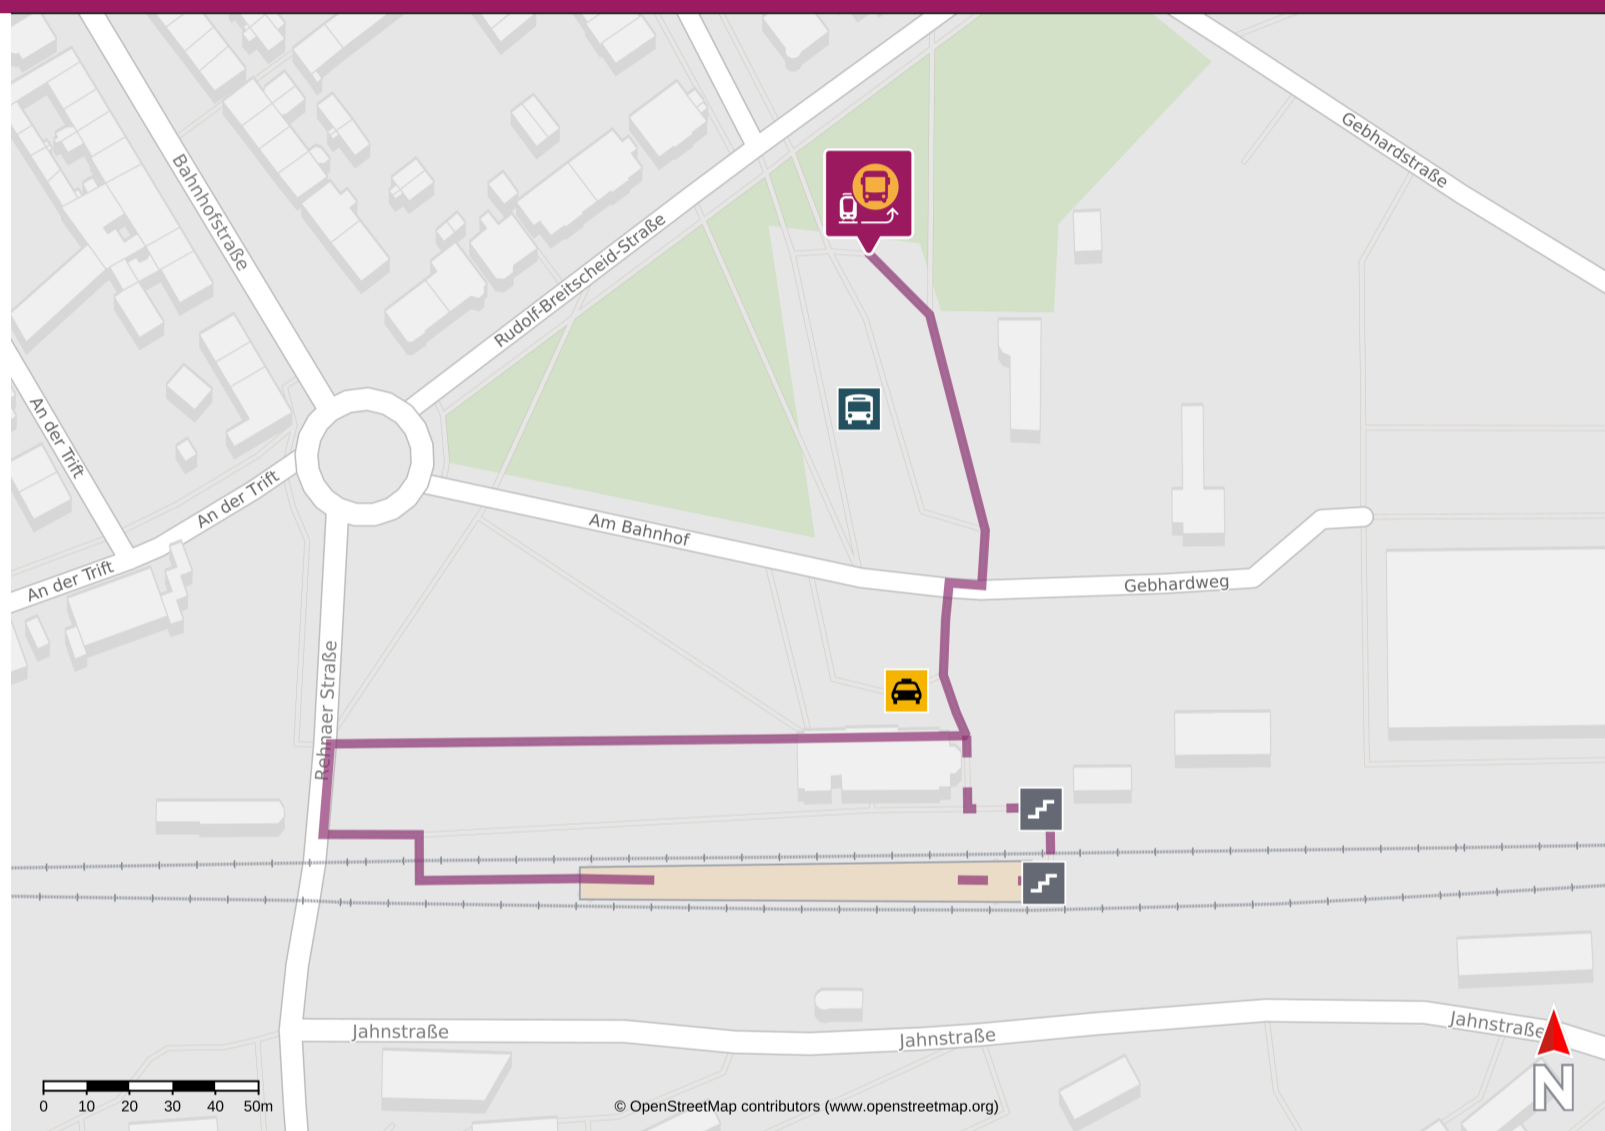 Gebhardstraße
Bahnhofstraße
Rudolf-Breitscheid-Straße
An der Trift
An der Trift
Am Bahnhof
An der Trift
Gebhardweg
Rehnaer Straße
Jahnstraße
Jahnstraße
Jahnstraße
N
0 10 20 30 40 50m
© OpenStreetMap contributors (www.openstreetmap.org)